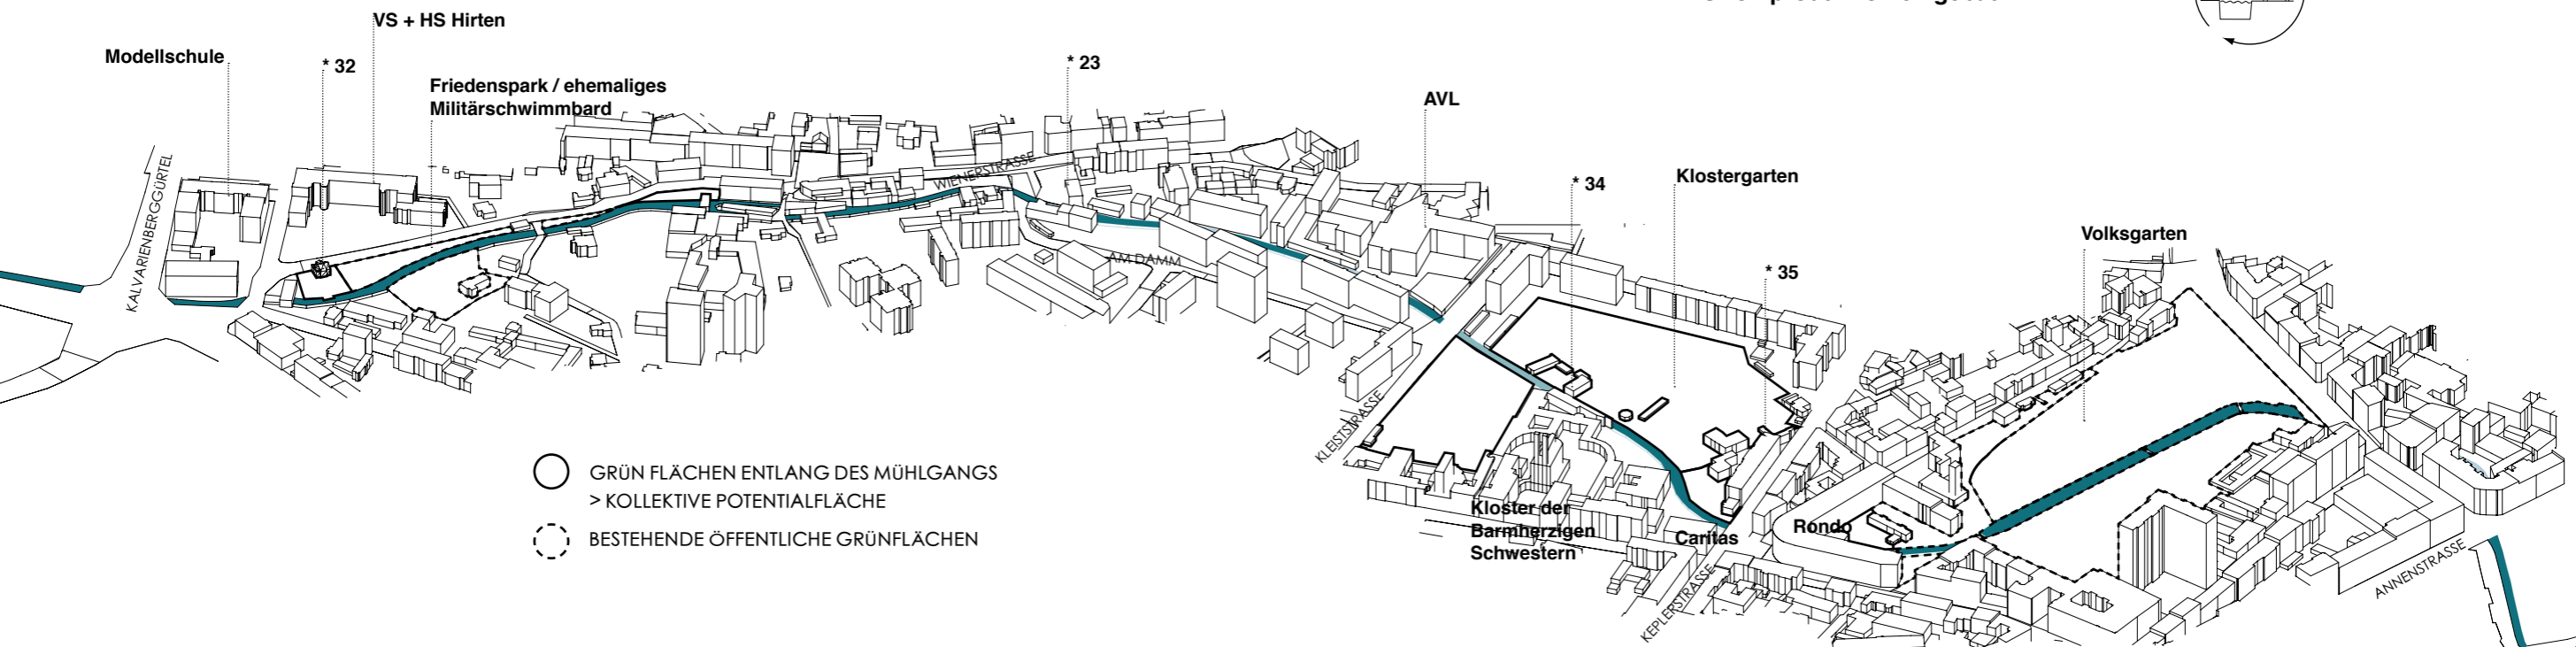 VS + HS Hirten
Modellschule
* 32
Friedenspark / ehemaliges
Militärschwimmbard
* 23
AVL
* 34
Klostergarten
* 35
Volksgarten
KALVARIENBERGGÜRTEL
WIENERSTRASSE
AM DAMM
KLEISTSTRASSE
GRÜN FLÄCHEN ENTLANG DES MÜHLGANGS
> KOLLEKTIVE POTENTIALFLÄCHE
BESTEHENDE ÖFFENTLICHE GRÜNFLÄCHEN
Kloster der
Barmherzigen
Schwestern
Caritas
Rondo
KEPLERSTRASSE
ANNENSTRASSE